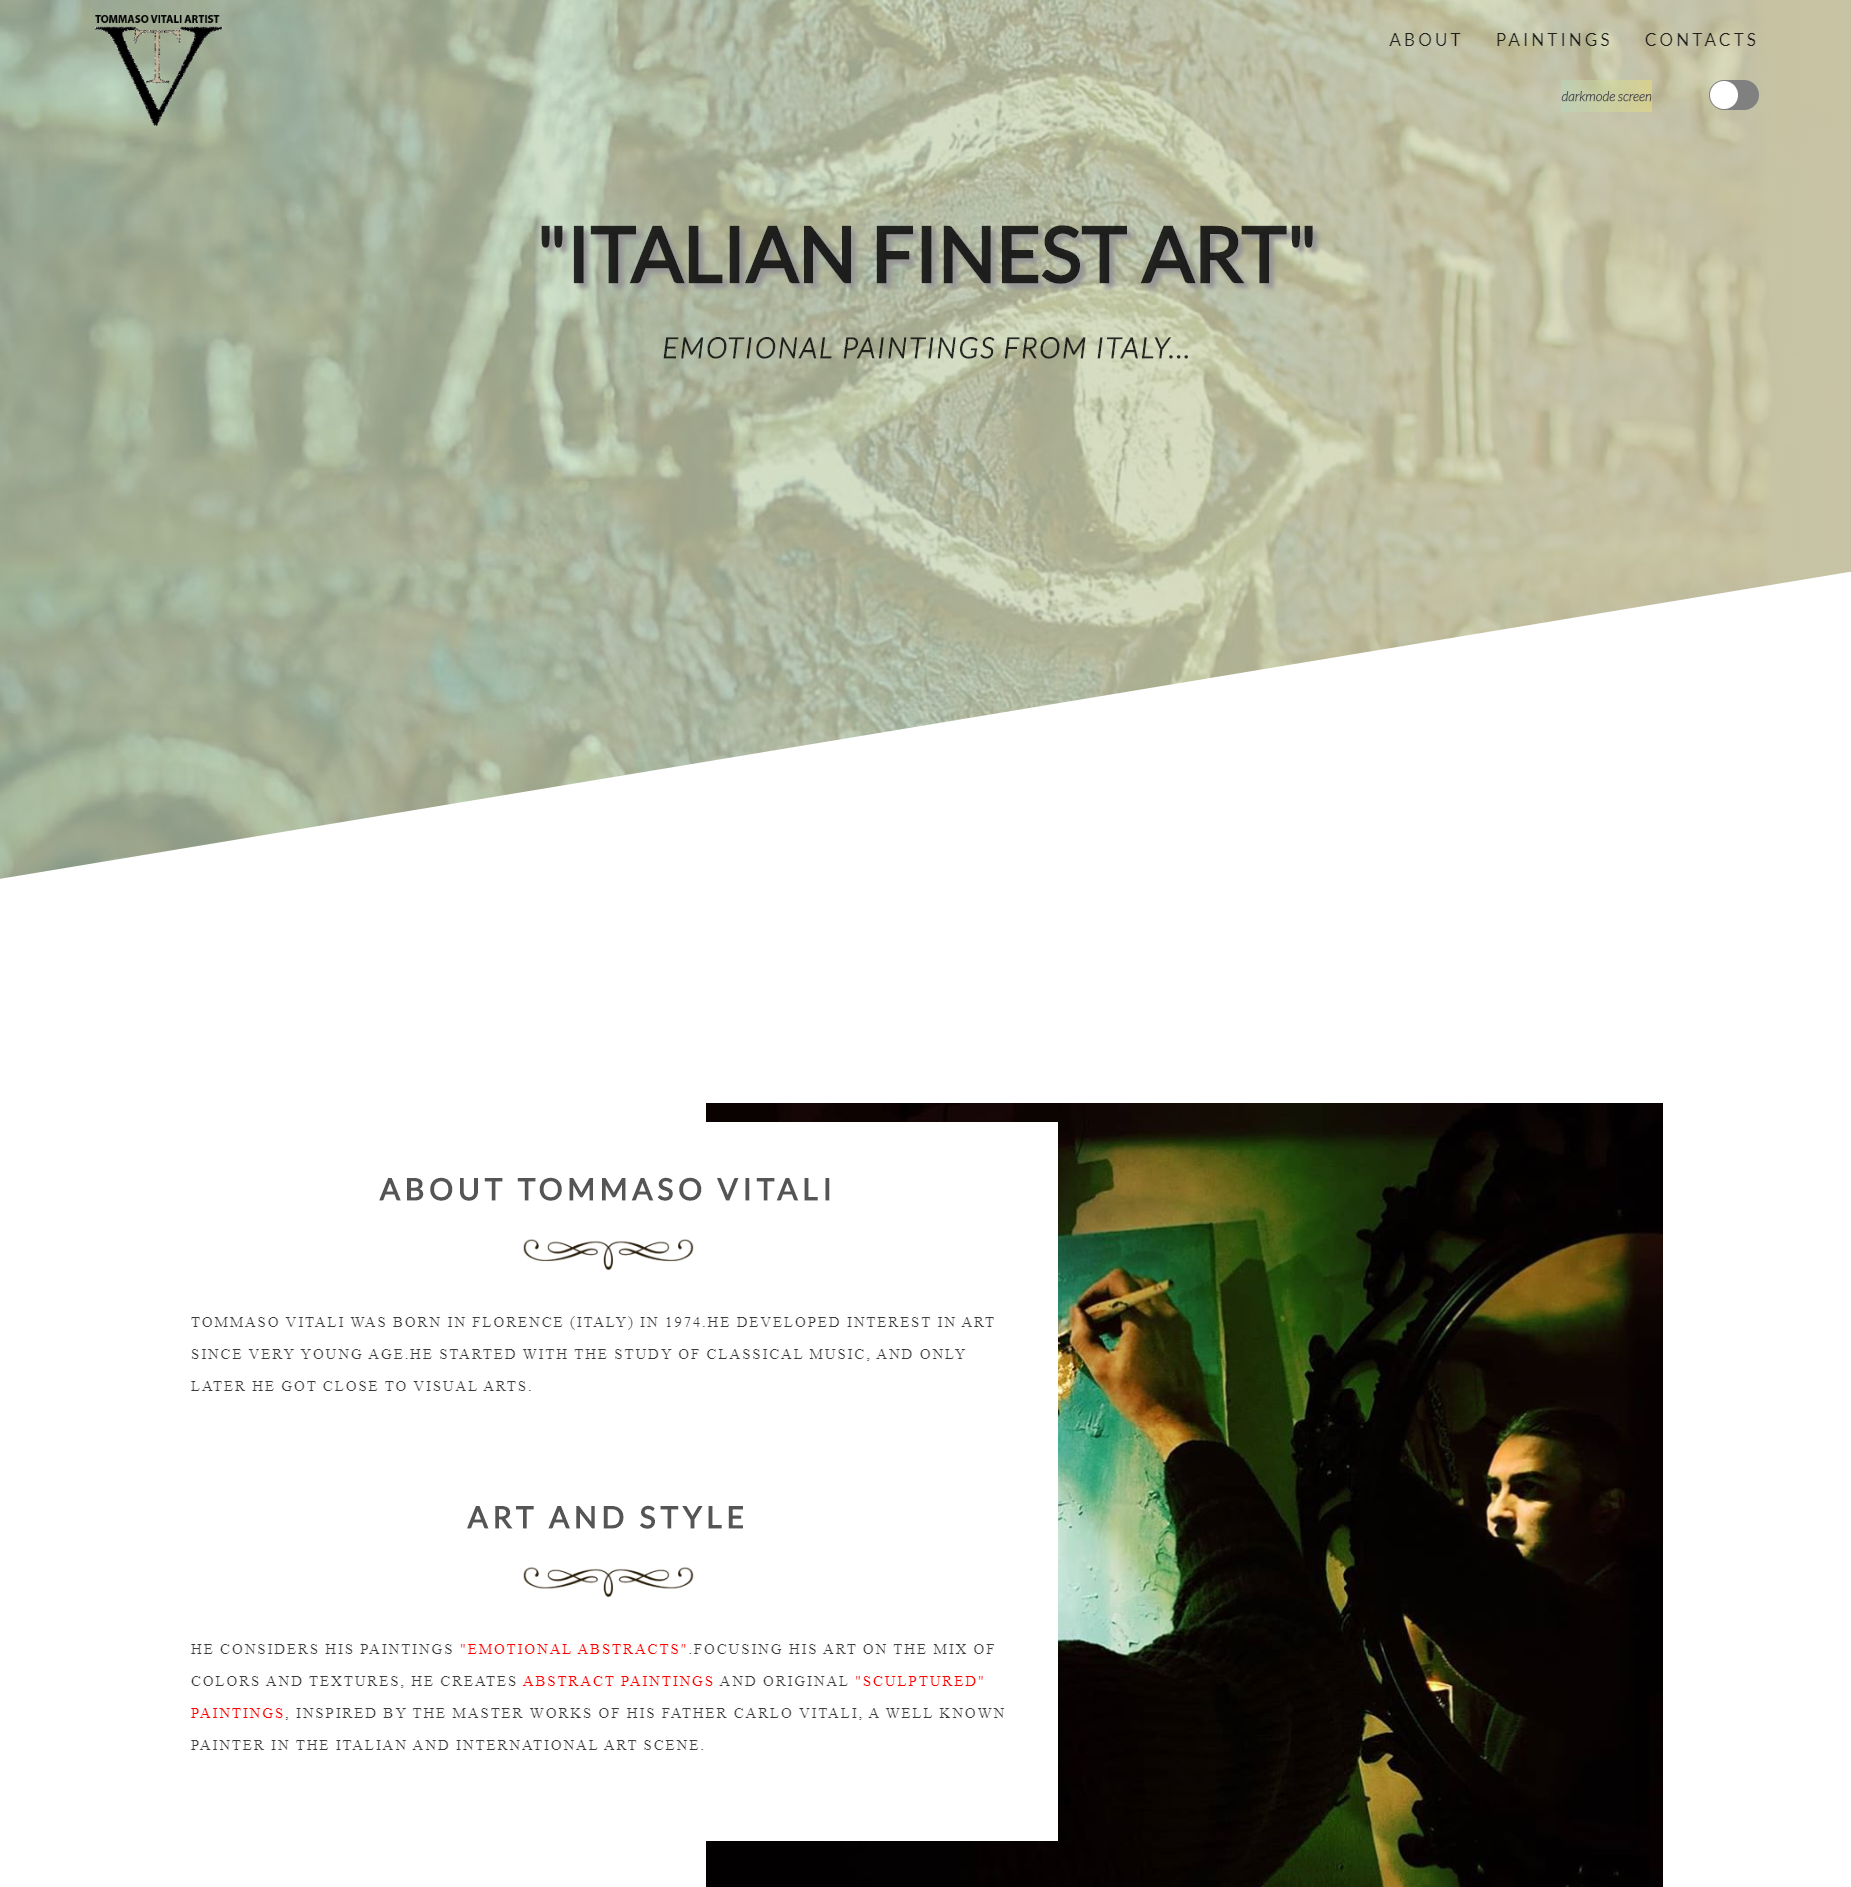 TOMMASO VITALI ARTIST
VT
ABOUT PAINTINGS CONTACTS
darkmode screen
"ITALIAN FINEST ART"
EMOTIONAL PAINTINGS FROM ITALY...
ABOUT TOMMASO VITALI
TOMMASO VITALI WAS BORN IN FLORENCE (ITALY) IN 1974.HE DEVELOPED INTEREST IN ART
SINCE VERY YOUNG AGE.HE STARTED WITH THE STUDY OF CLASSICAL MUSIC, AND ONLY
LATER HE GOT CLOSE TO VISUAL ARTS.
ART AND STYLE
HE CONSIDERS HIS PAINTINGS "EMOTIONAL ABSTRACTS".FOCUSING HIS ART ON THE MIX OF
COLORS AND TEXTURES, HE CREATES ABSTRACT PAINTINGS AND ORIGINAL "SCULPTURED"
PAINTINGS, INSPIRED BY THE MASTER WORKS OF HIS FATHER CARLO VITALI, A WELL KNOWN
PAINTER IN THE ITALIAN AND INTERNATIONAL ART SCENE.